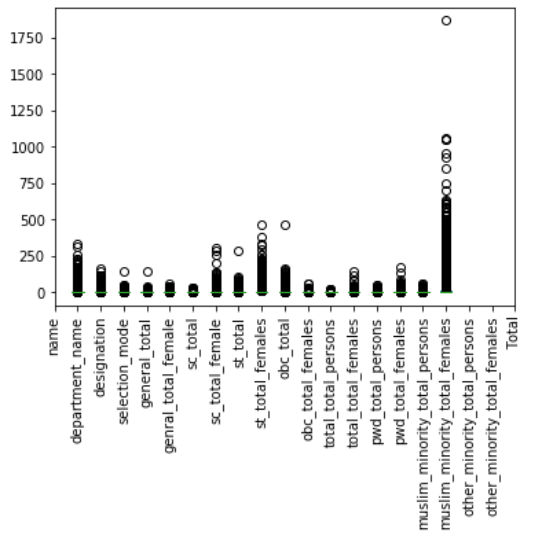 1750
1500
1250
1000
750
500
250
0
name
department_name
designation
selection_mode
general_total
genral_total_female
sc_total
sc_total_female
st_total
st_total_females
obc_total
obc_total_females
total_total_persons
total_total_females
pwd_total_persons
pwd_total_females
muslim_minority_total_persons
muslim_minority_total_females
other_minority_total_persons
other_minority_total_females
Total